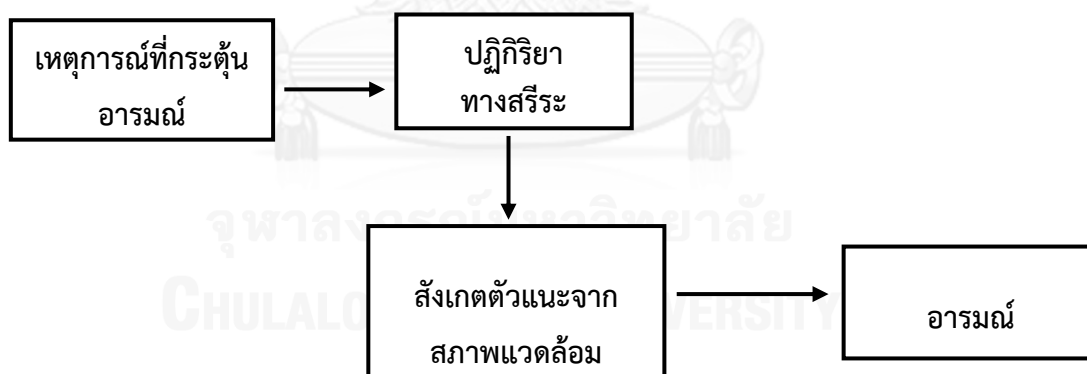 เหตุการณ์ที่กระตุ้น
อารมณ์
ปฏิกิริยา
ทางสรีระ
สังเกตตัวแนะจาก
สภาพแวดล้อม
อารมณ์